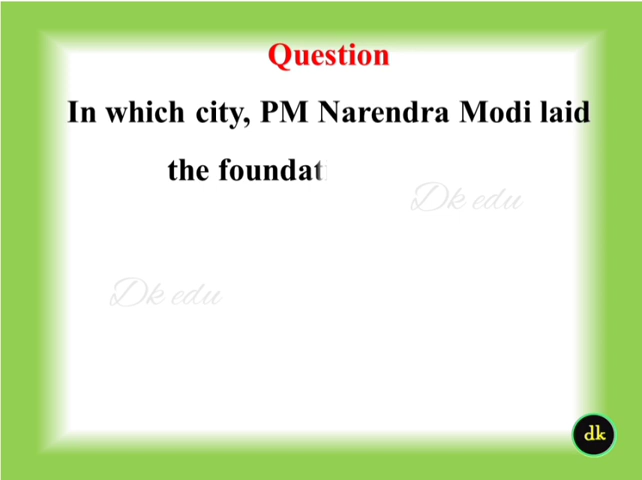 Question
In which city, PM Narendra Modi laid
the foundat
Dk edu
Dk edu
dk